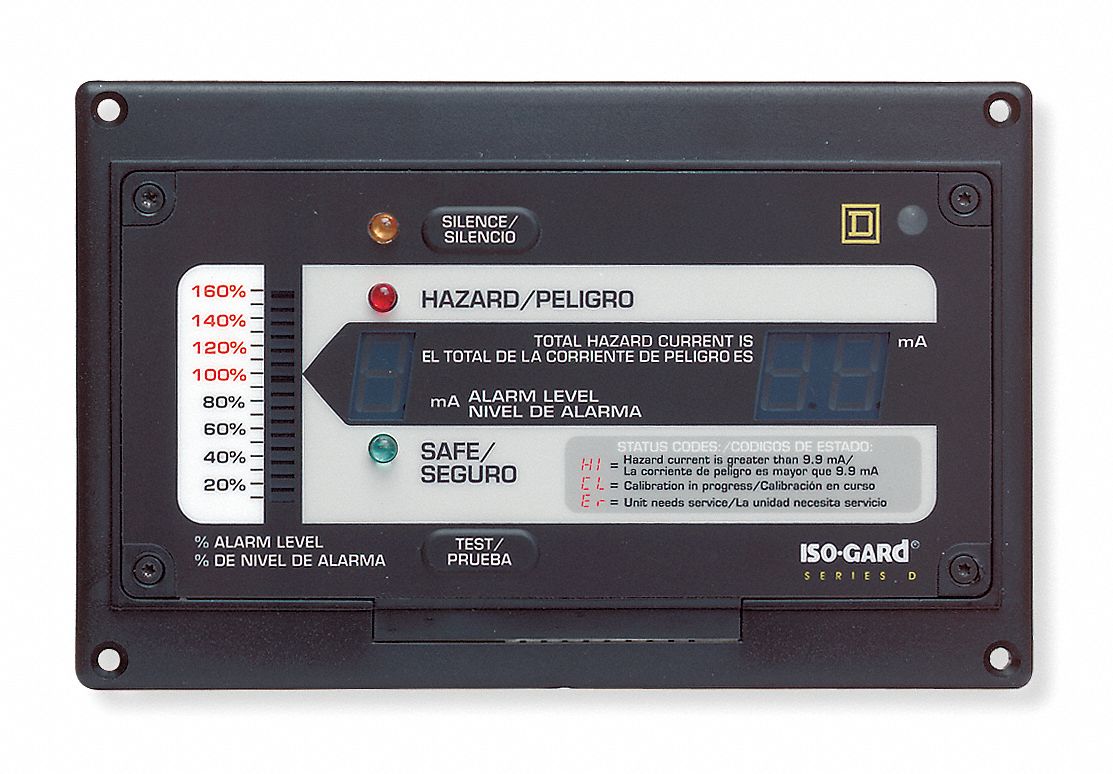 SILENCE/
SILENCIO
D
160%
140%
120%
100%
80%
60%
40%
20%
HAZARD/PELIGRO
TOTAL HAZARD CURRENT IS
EL TOTAL DE LA CORRIENTE DE PELIGRO ES
mA
mA ALARM LEVEL
NIVEL DE ALARMA
SAFE/
SEGURO
STATUS CODES:/CODIGOS DE ESTADO:
HI = Hazard current is greater than 9.9 mA/
La corriente de peligro es mayor que 9.9 mA
CL = Calibration in progress/Calibración en curso
Er = Unit needs service/La unidad necesita servicio
% ALARM LEVEL
% DE NIVEL DE ALARMA
TEST/
PRUEBA
ISO-GARd®
SERIES D